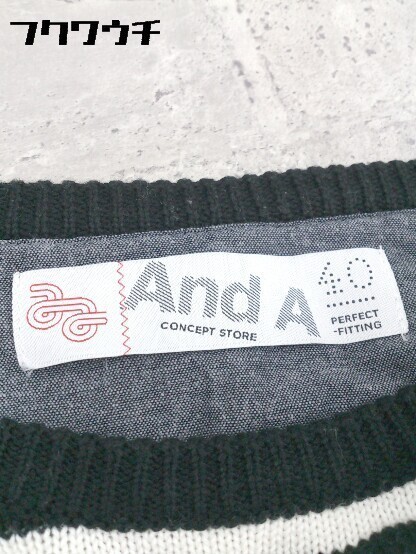 フクワウチ
And A
CONCEPT STORE
40
PERFECT
-FITTING